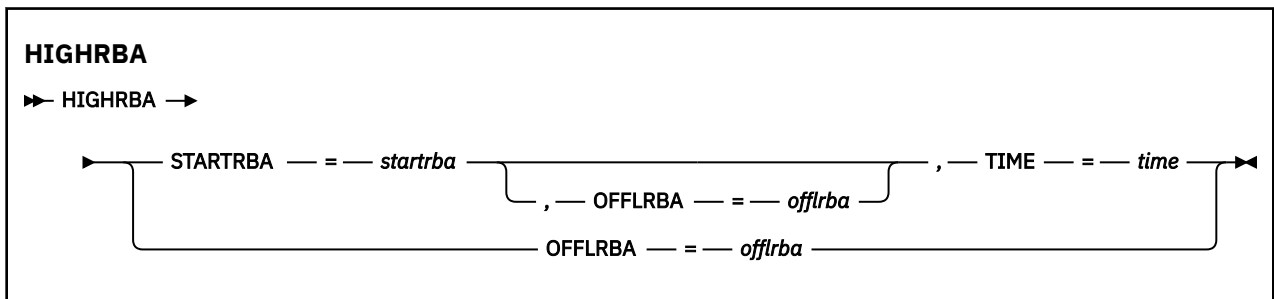 HIGHRBA
HIGHRBA
STARTRBA = startrba , TIME = time
, OFFLRBA = offlrba
OFFLRBA = offlrba